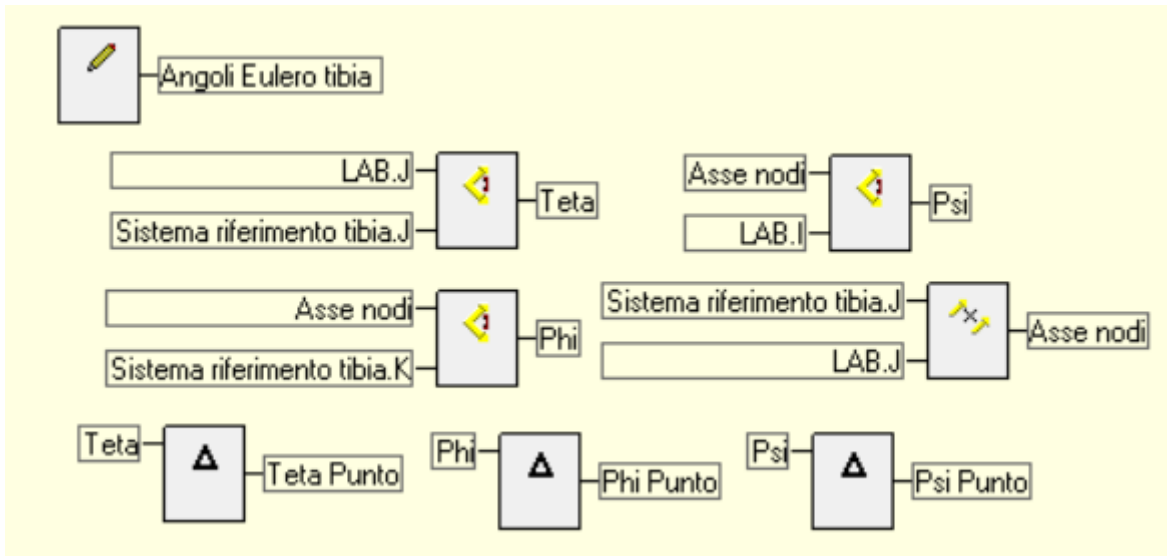 Angoli Eulero tibia
LAB.J
Sistema riferimento tibia.J
Teta
Asse nodi
LAB.I
Psi
Asse nodi
Sistema riferimento tibia.K
Phi
Sistema riferimento tibia.J
LAB.J
Asse nodi
Teta
Teta Punto
Phi
Phi Punto
Psi
Psi Punto